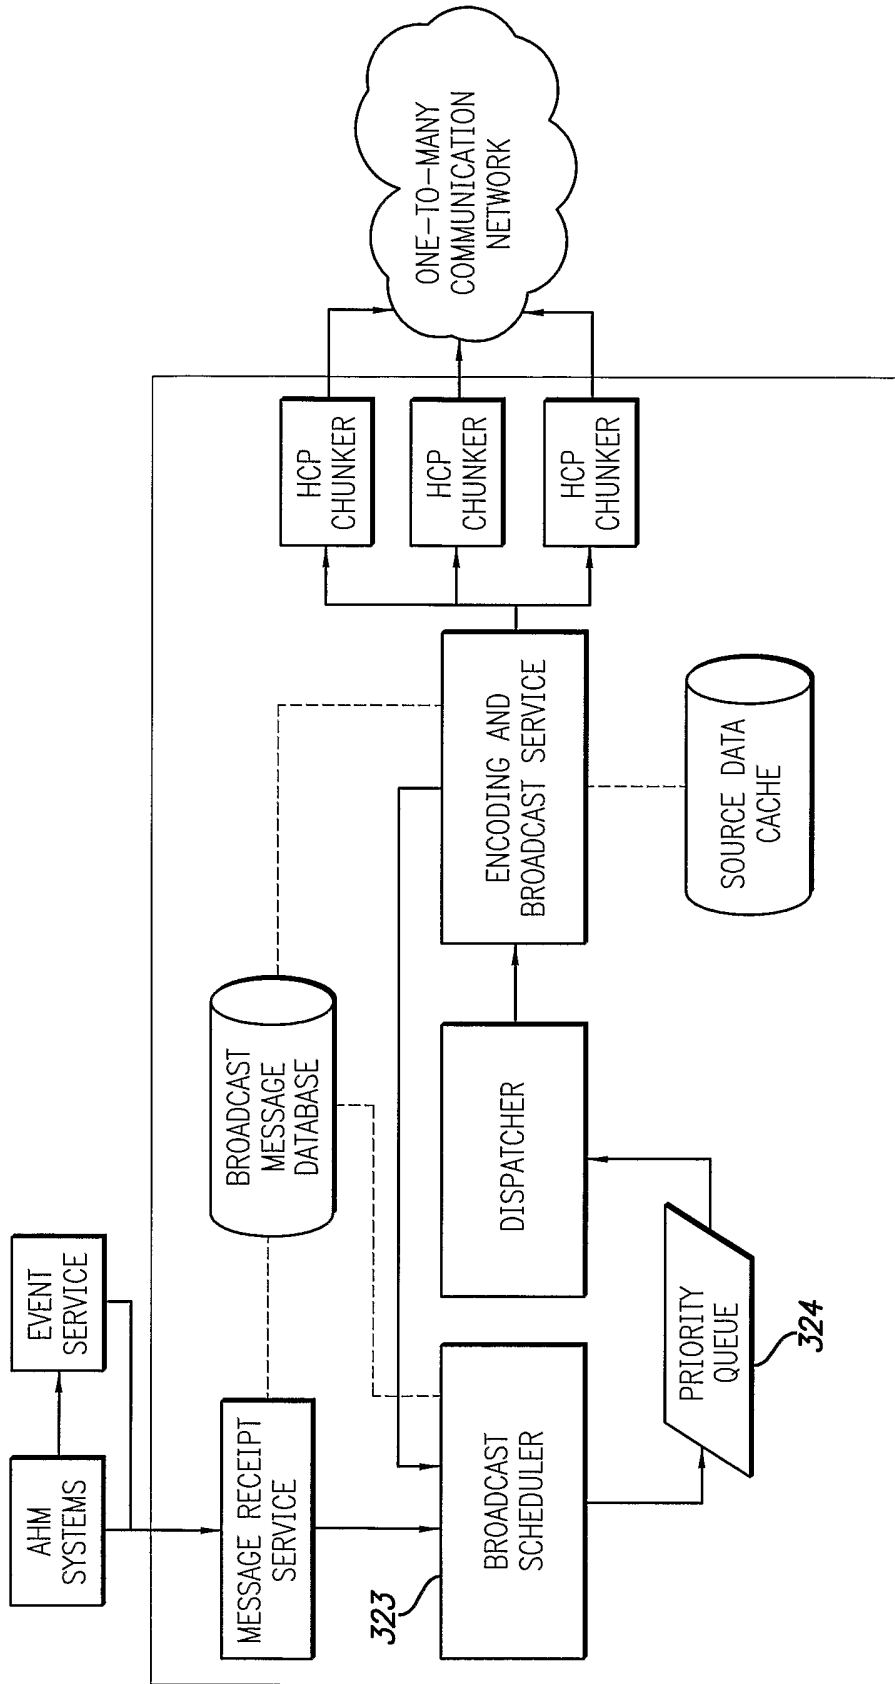 AHM
SYSTEMS
EVENT
SERVICE
MESSAGE RECEIPT
SERVICE
BROADCAST
MESSAGE
DATABASE
323
BROADCAST
SCHEDULER
PRIORITY
QUEUE
324
DISPATCHER
ENCODING AND
BROADCAST SERVICE
SOURCE DATA
CACHE
HCP
CHUNKER
HCP
CHUNKER
HCP
CHUNKER
ONE-TO-MANY
COMMUNICATION
NETWORK